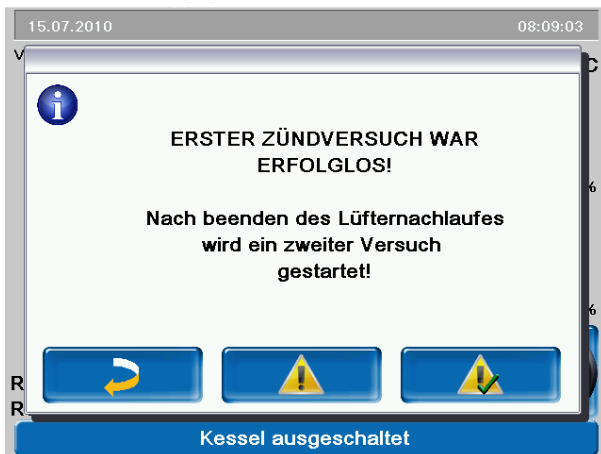 15.07.2010 08:09:03
V
C
ERSTER ZÜNDVERSUCH WAR
ERFOLGLOS!
%
Nach beenden des Lüfternachlaufes
wird ein zweiter Versuch
gestartet!
%
R
R
Kessel ausgeschaltet